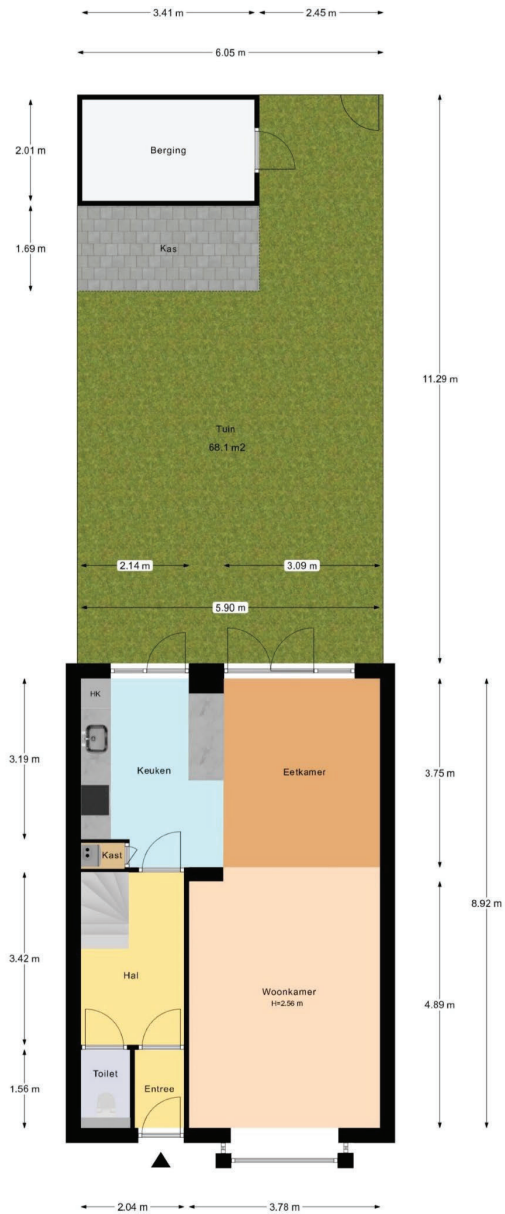 3.41 m
2.45 m
6.05 m
2.01 m
Berging
1.69 m
Kas
11.29 m
Tuin
68.1 m2
2.14 m
3.09 m
5.90 m
HK
3.19 m
Keuken
Eetkamer
3.75 m
Kast
8.92 m
3.42 m
Hal
Woonkamer
H=2.56 m
4.89 m
Toilet
1.56 m
Entree
2.04 m
3.78 m